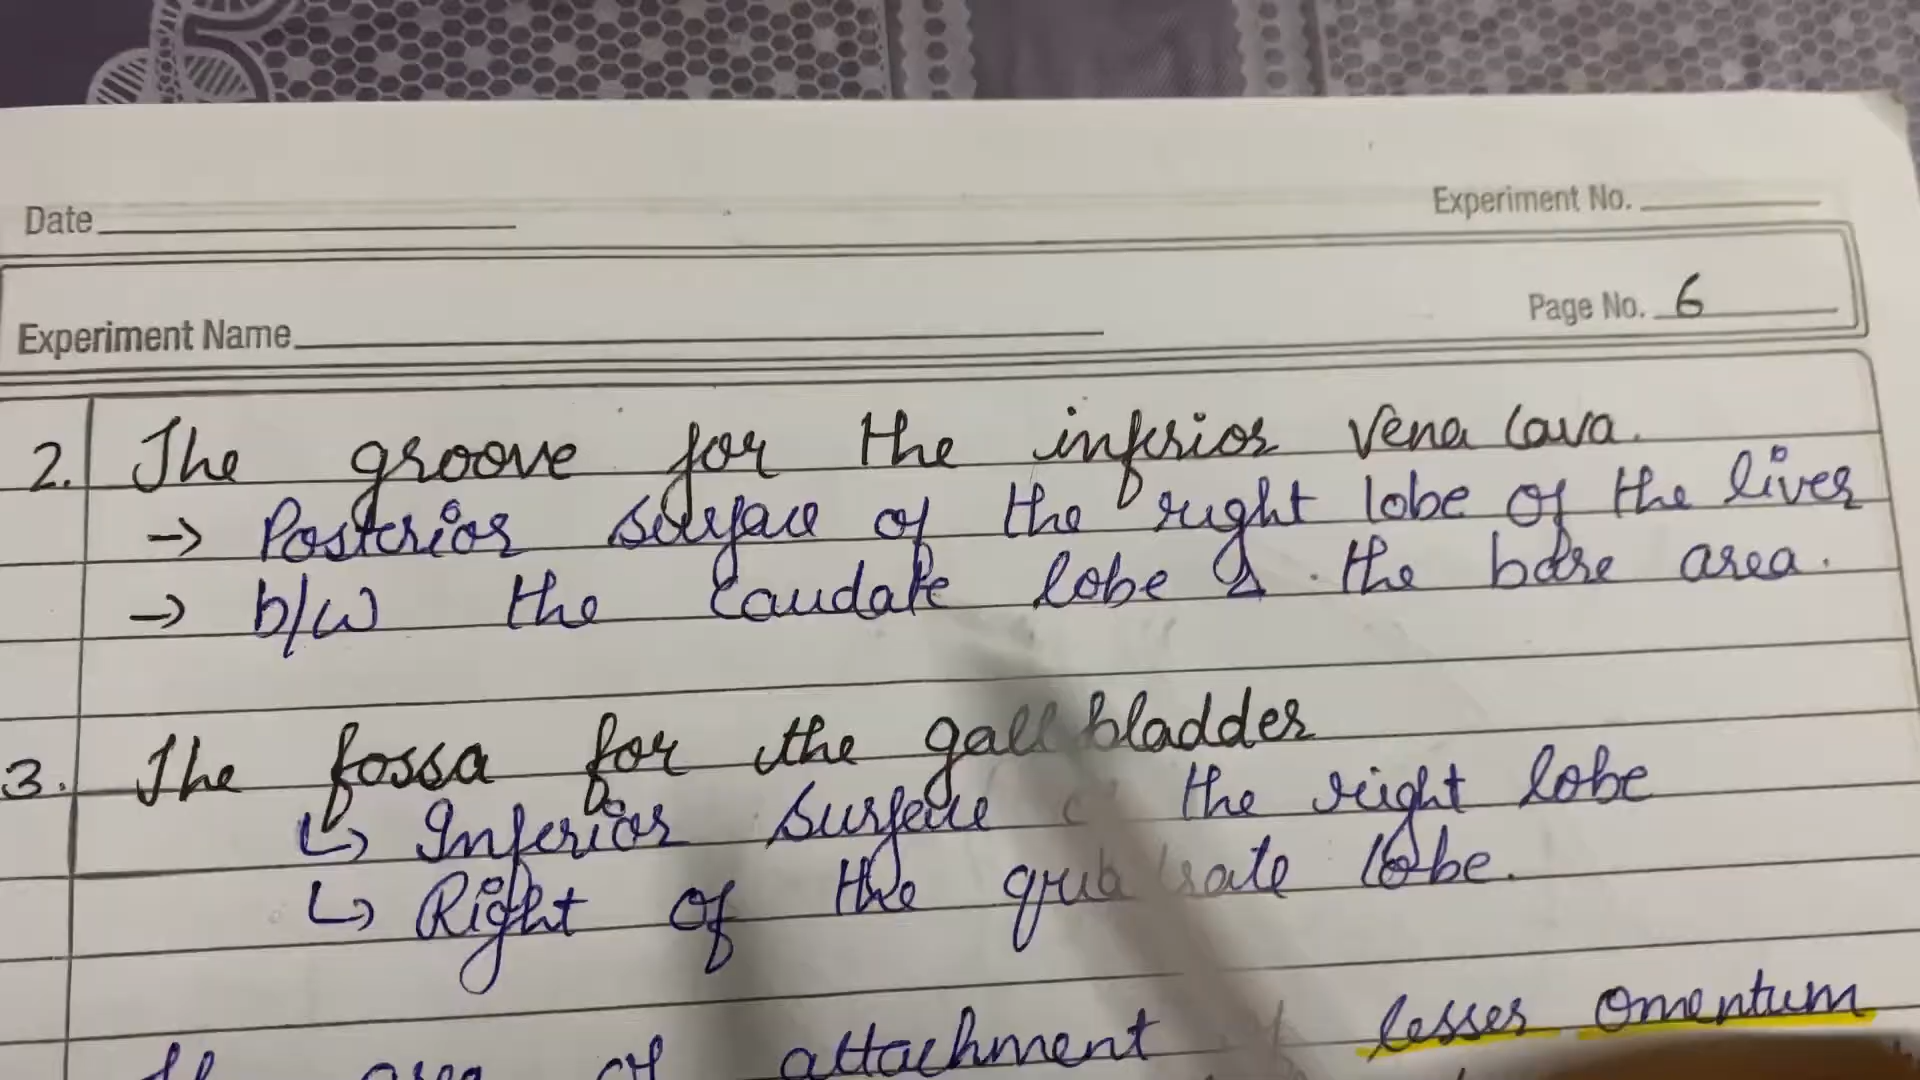 Date
Experiment No.
Page No. 6
Experiment Name
2. The groove for the inferior vena cava.
→ Posterior surface of the right lobe of the liver
→ b/w the caudate lobe & the bare area.
3. The fossa for the gall bladder
↳ Inferior surface the right lobe
↳ Right of the lobe.
area of attachment lesser omentum